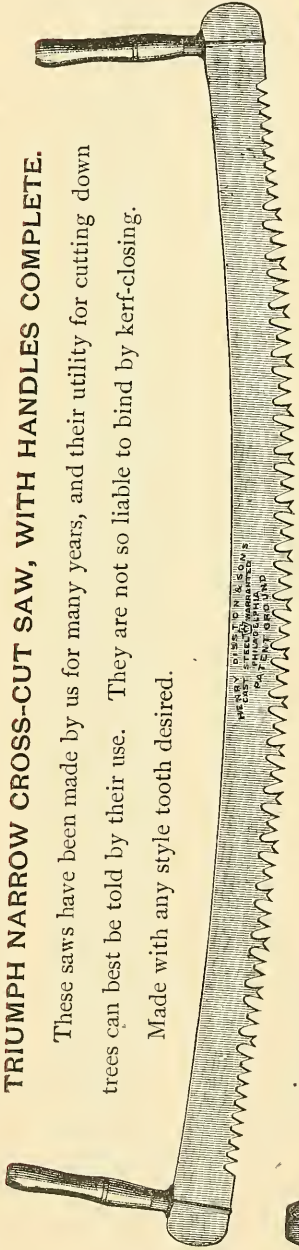 TRIUMPH NARROW CROSS-CUT SAW, WITH HANDLES COMPLETE.
These saws have been made by us for many years, and their utility for cutting down
trees can best be told by their use. They are not so liable to bind by kerf-closing.
Made with any style tooth desired.
HENRY DISSTON & SONS
CAST STEEL WARRANTED
PHILADELPHIA
PATENT GROUND